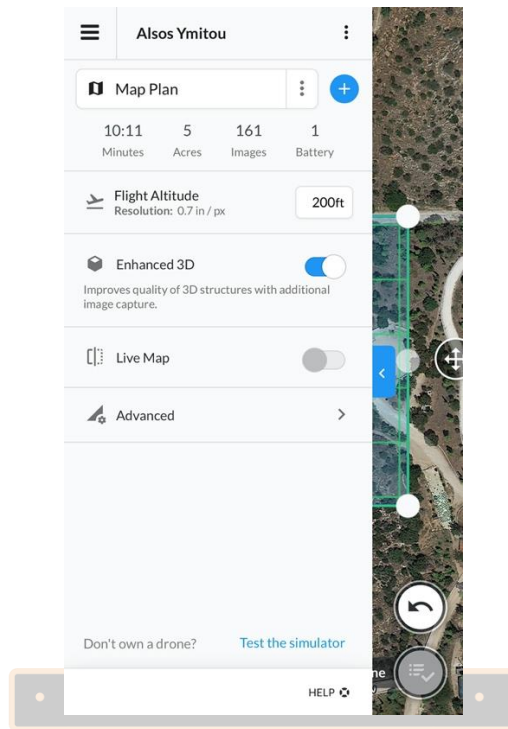 Alsos Ymitou
Map Plan
10:11 5 161 1
Minutes Acres Images Battery
Flight Altitude
Resolution: 0.7 in / px
200ft
Enhanced 3D
Improves quality of 3D structures with additional
image capture.
Live Map
Advanced
Don't own a drone? Test the simulator
HELP
ne